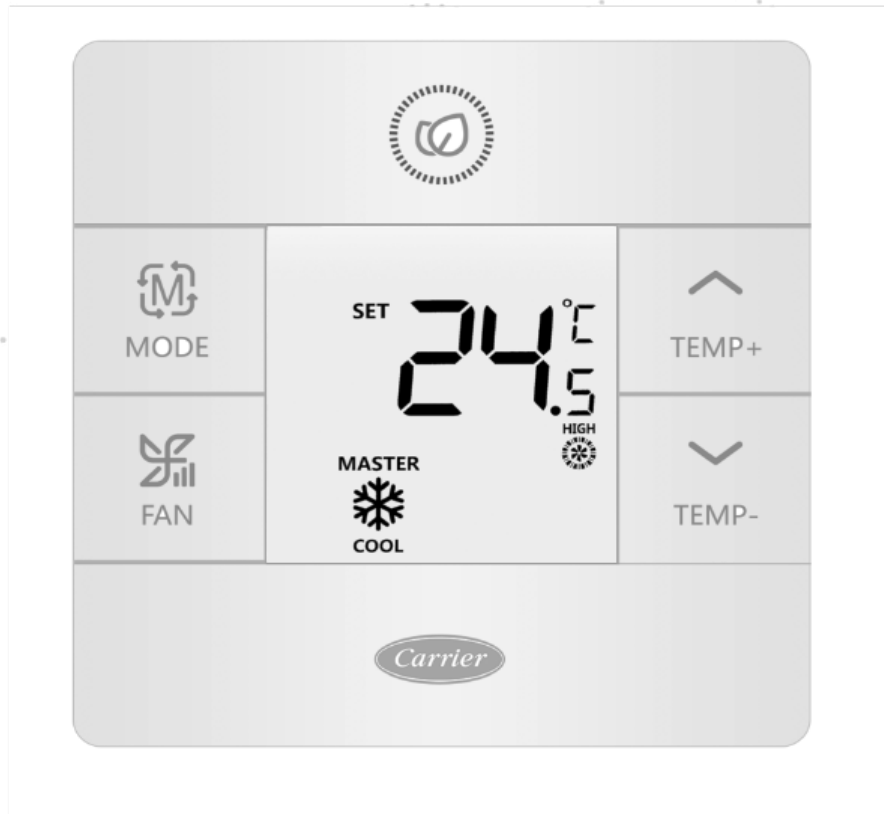 M
MODE
FAN
SET
24.5
°C
HIGH
MASTER
COOL
TEMP+
TEMP-
Carrier